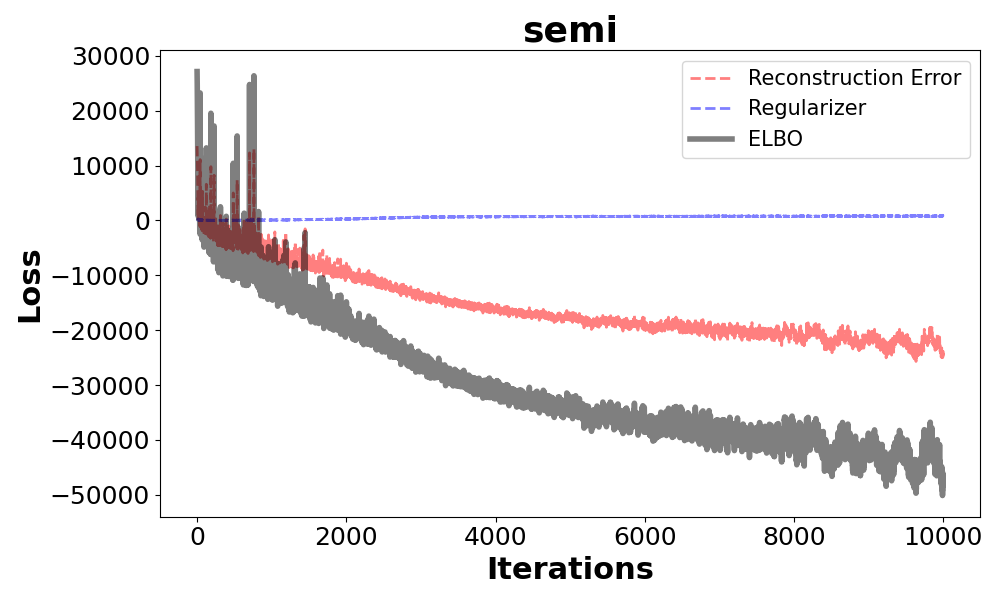 semi
30000
20000
10000
0
−10000
−20000
−30000
−40000
−50000
Loss
Reconstruction Error
Regularizer
ELBO
0 2000 4000 6000 8000 10000
Iterations